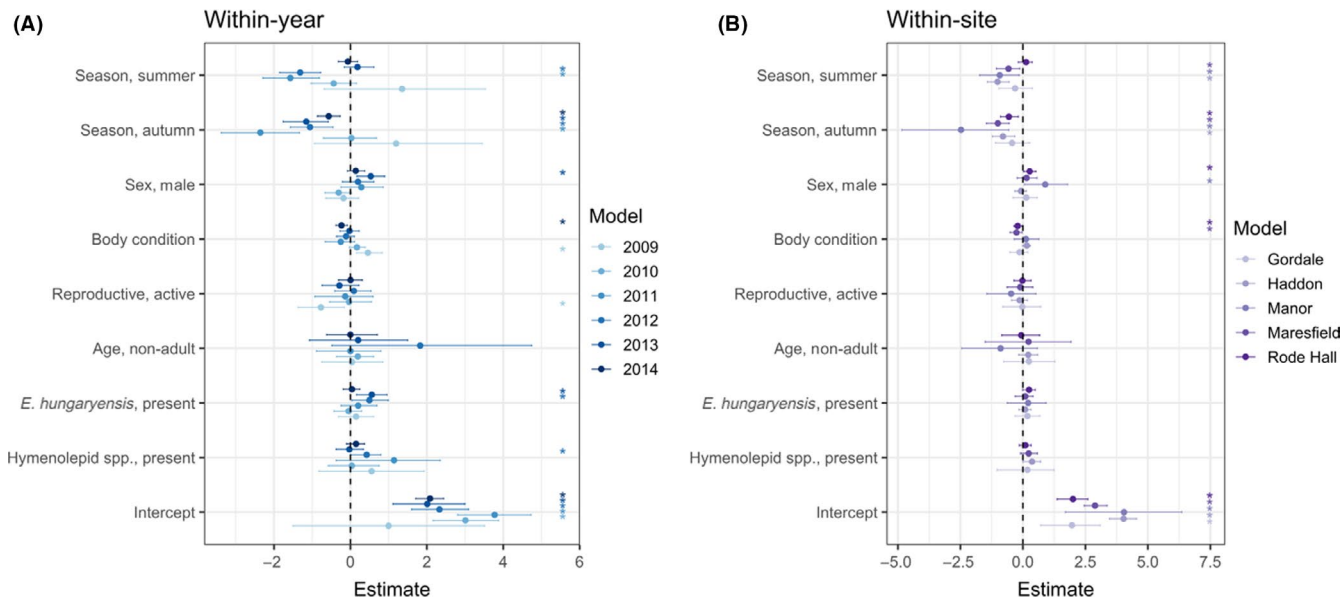 (A)
Within-year
Season, summer
Season, autumn
Sex, male
Body condition
Reproductive, active
Age, non-adult
E. hungaryensis, present
Hymenolepid spp., present
Intercept
−2 0 2 4 6
Estimate
Model
2009
2010
2011
2012
2013
2014
(B)
Within-site
Season, summer
Season, autumn
Sex, male
Body condition
Reproductive, active
Age, non-adult
E. hungaryensis, present
Hymenolepid spp., present
Intercept
−5.0 −2.5 0.0 2.5 5.0 7.5
Estimate
Model
Gordale
Haddon
Manor
Maresfield
Rode Hall